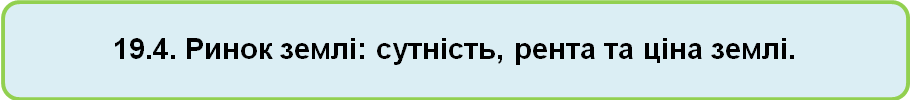 19.4. Ринок землі: сутність, рента та ціна землі.